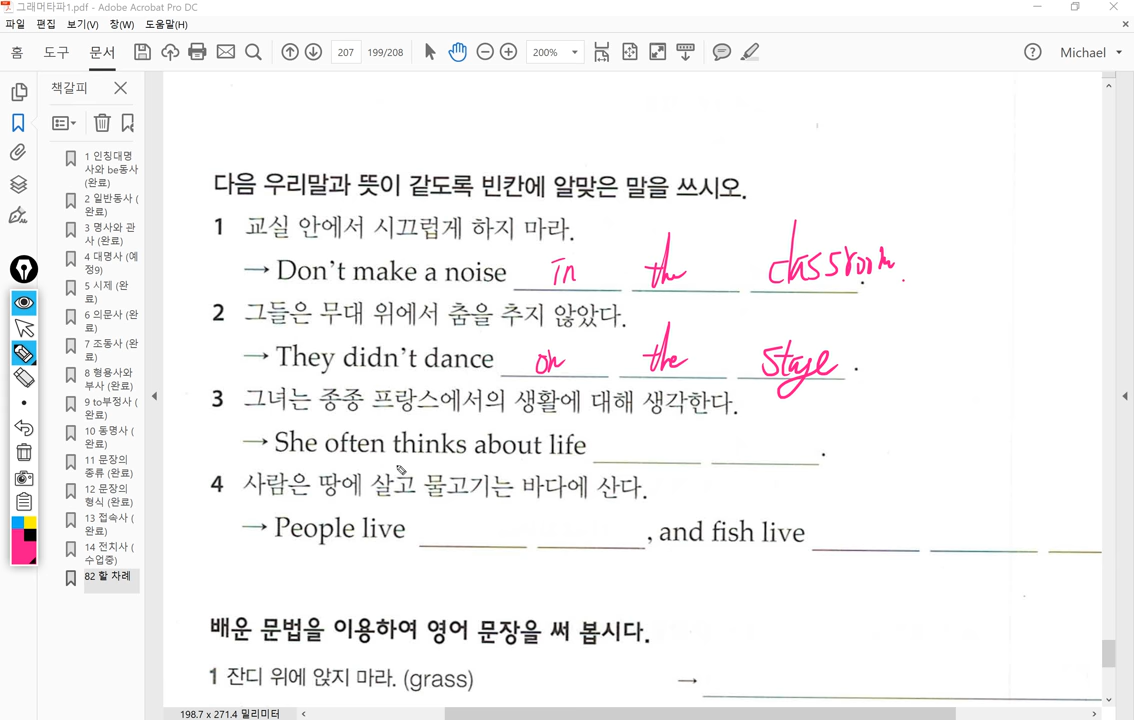 그래머타파1.pdf - Adobe Acrobat Pro DC
파일 편집 보기(V) 창(W) 도움말(H)
홈 도구 문서 207 199/208 200% Michael
책갈피
1 인칭대명
사와 be동사
(완료)
2 일반동사 (
완료)
3 명사와 관
사 (완료)
4 대명사 (예
정9)
5 시제 (완
료)
6 의문사 (완
료)
7 조동사 (완
료)
8 형용사와
부사 (완료)
9 to부정사 (
완료)
10 동명사 (
완료)
11 문장의
종류 (완료)
12 문장의
형식 (완료)
13 접속사 (
완료)
14 전치사 (
수업중)
82 할 차례
다음 우리말과 뜻이 같도록 빈칸에 알맞은 말을 쓰시오.
1 교실 안에서 시끄럽게 하지 마라.
→ Don't make a noise in the classroom.
2 그들은 무대 위에서 춤을 추지 않았다.
→ They didn't dance on the stage.
3 그녀는 종종 프랑스에서의 생활에 대해 생각한다.
→ She often thinks about life .
4 사람은 땅에 살고 물고기는 바다에 산다.
→ People live , and fish live
배운 문법을 이용하여 영어 문장을 써 봅시다.
1 잔디 위에 앉지 마라. (grass) →
198.7 x 271.4 밀리미터